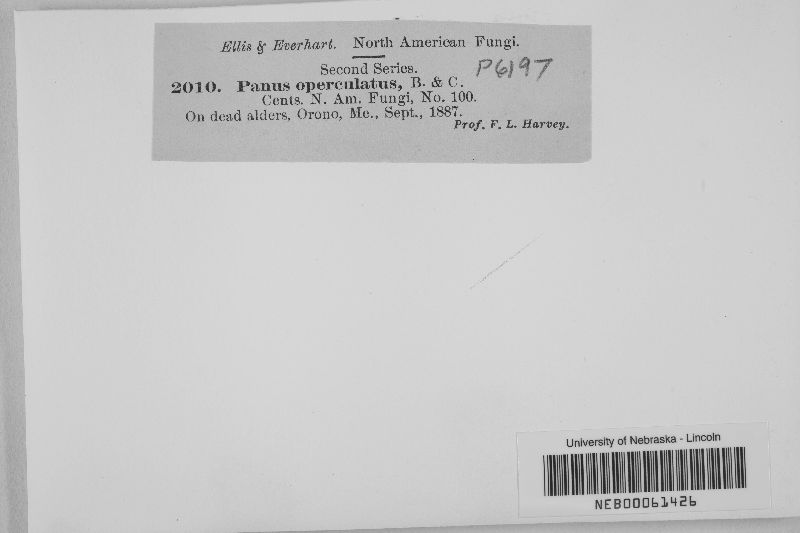 Ellis & Everhart. North American Fungi.
Second Series.
P6197
2010. Panus operculatus, B. & C.
Cents. N. Am. Fungi, No. 100.
On dead alders, Orono, Me., Sept., 1887.
Prof. F. L. Harvey.
University of Nebraska - Lincoln
NEB00061426